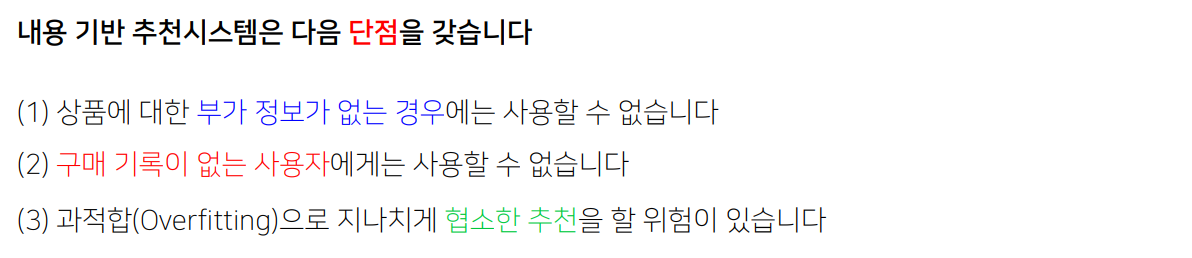 내용 기반 추천시스템은 다음 단점을 갖습니다
(1) 상품에 대한 부가 정보가 없는 경우에는 사용할 수 없습니다
(2) 구매 기록이 없는 사용자에게는 사용할 수 없습니다
(3) 과적합(Overfitting)으로 지나치게 협소한 추천을 할 위험이 있습니다